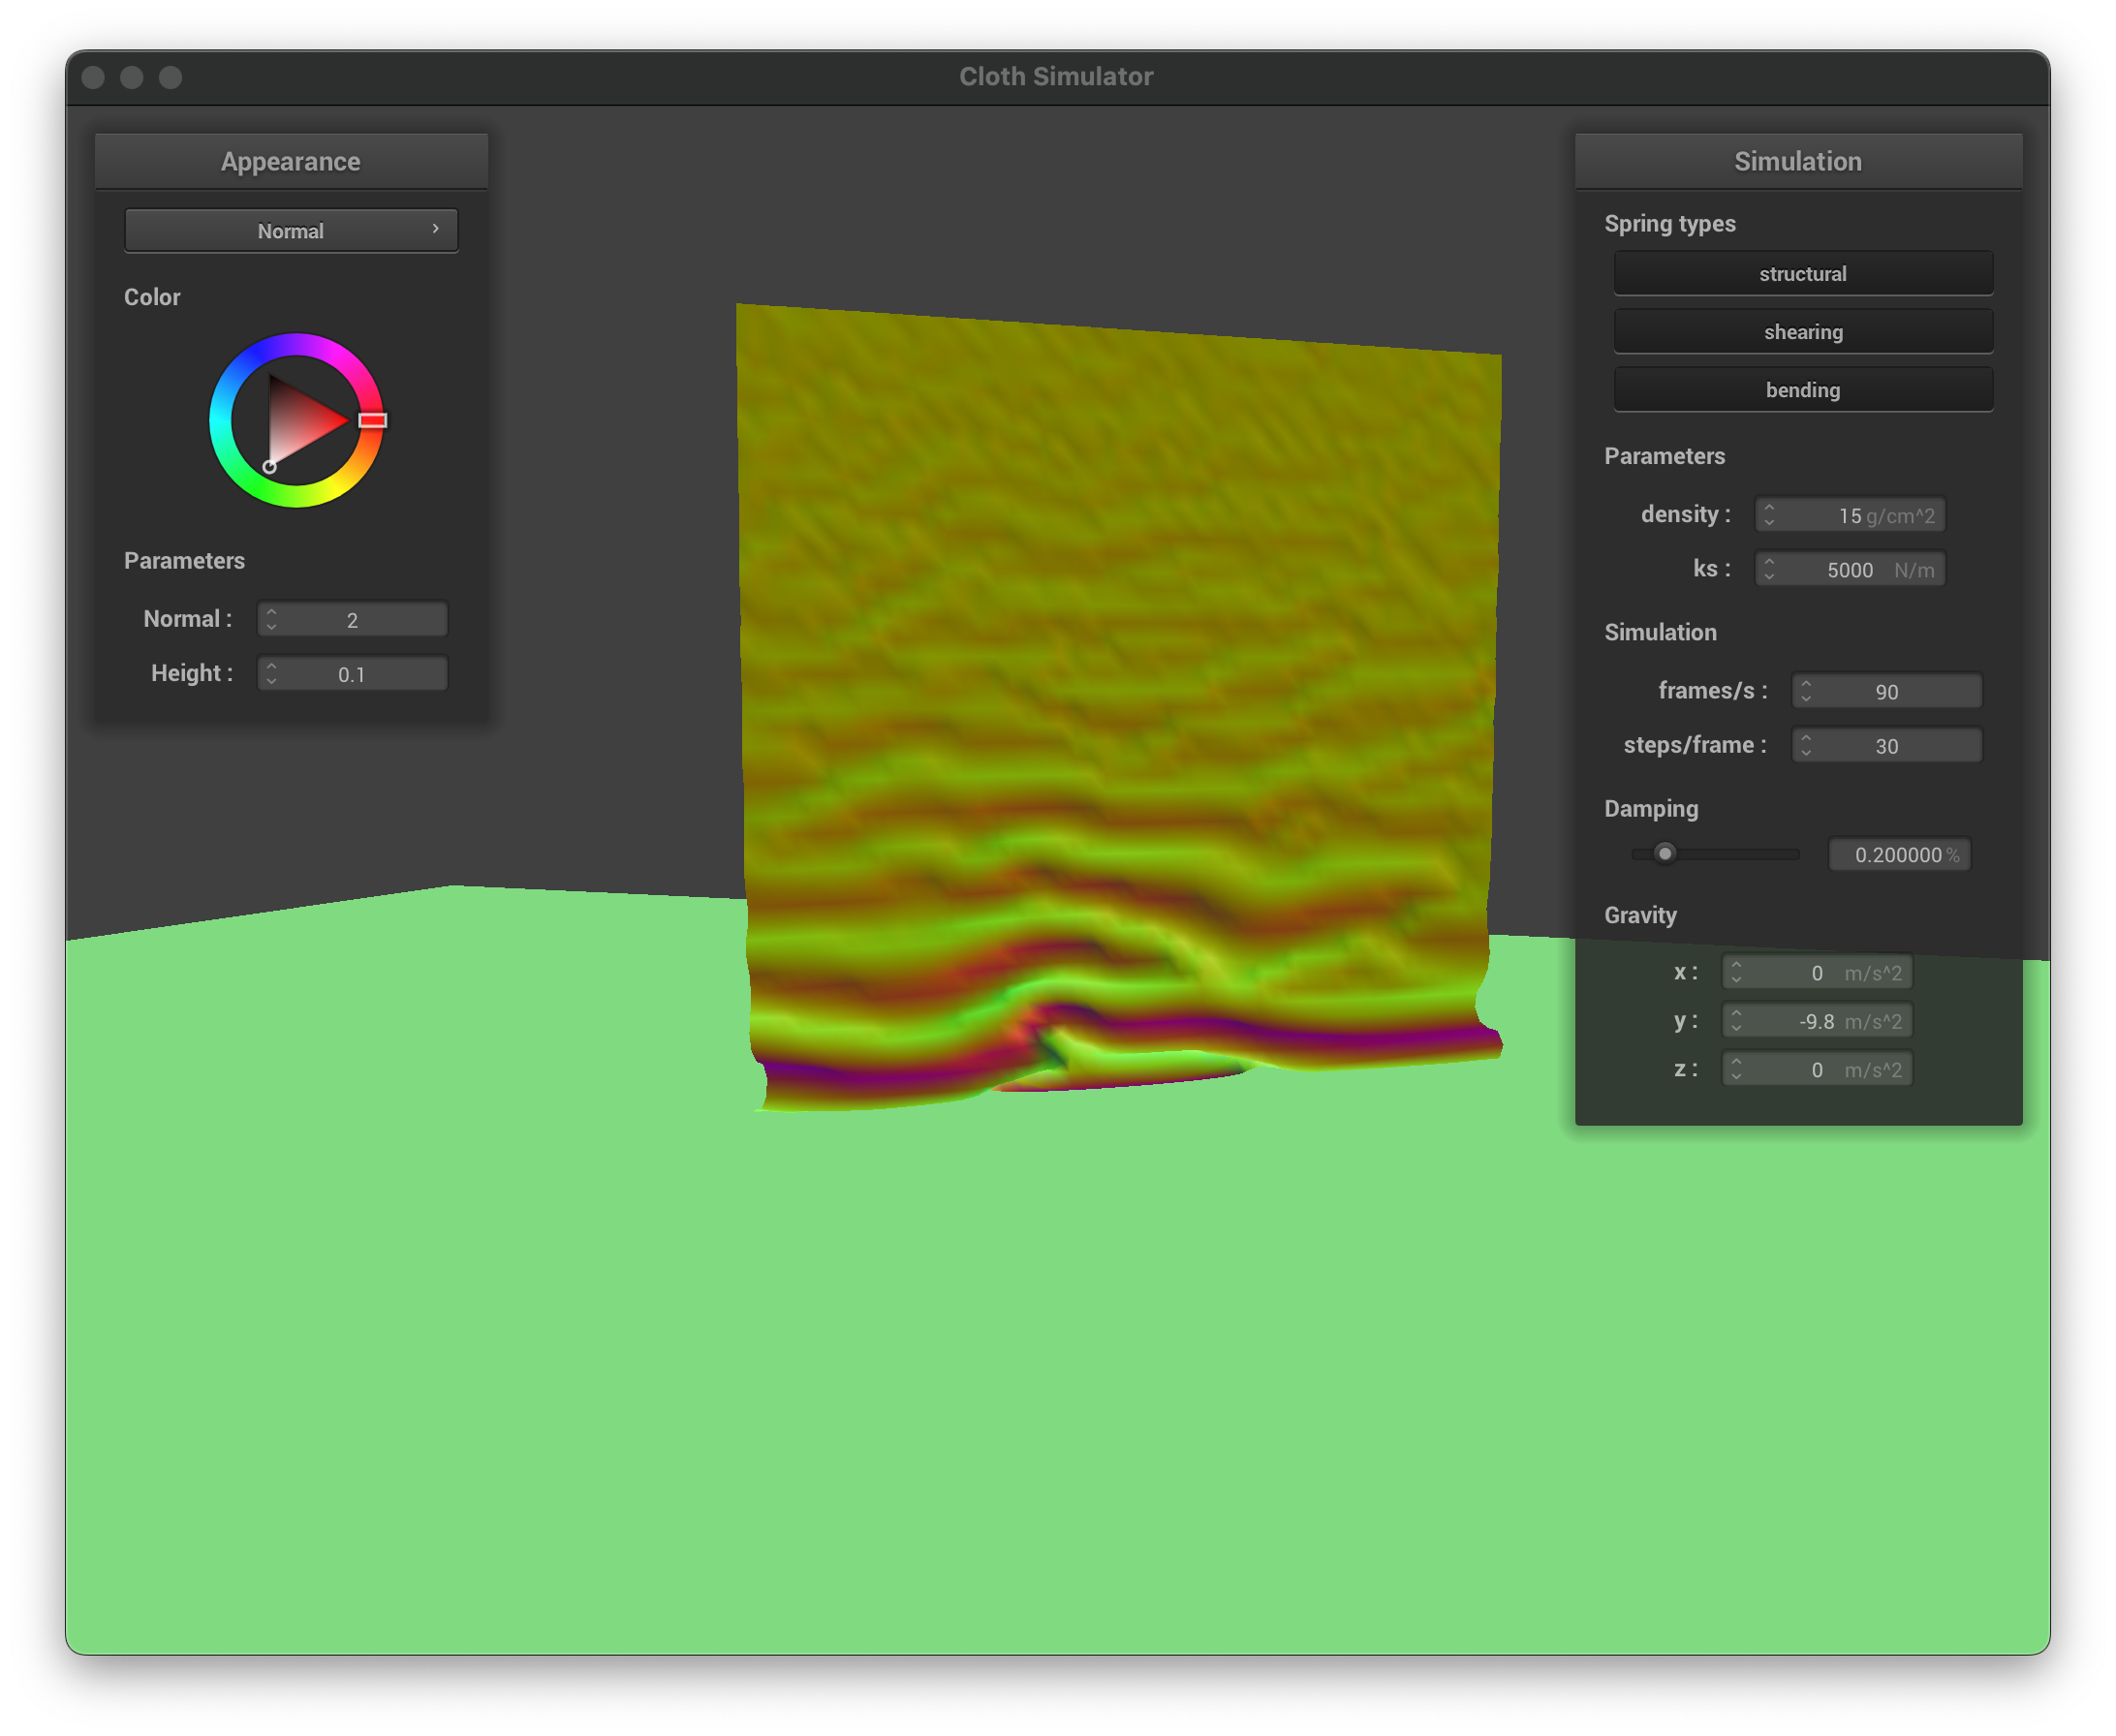 Cloth Simulator
Appearance
Normal
Color
Parameters
Normal : 2
Height : 0.1
Simulation
Spring types
structural
shearing
bending
Parameters
density : 15 g/cm^2
ks : 5000 N/m
Simulation
frames/s : 90
steps/frame : 30
Damping
0.200000 %
Gravity
x : 0 m/s^2
y : -9.8 m/s^2
z : 0 m/s^2